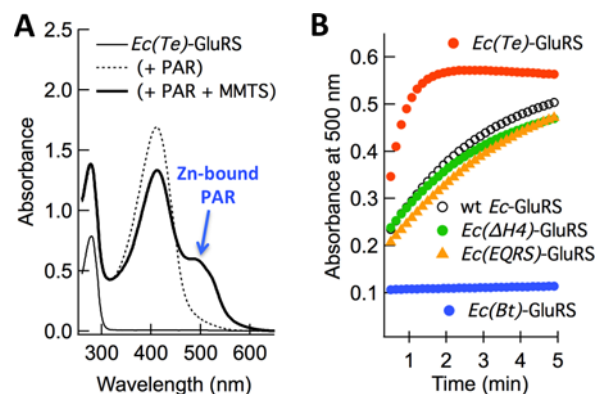 A
Ec(Te)-GluRS
(+ PAR)
(+ PAR + MMTS)
Zn-bound
PAR
Absorbance
2.5
2.0
1.5
1.0
0.5
0.0
300 400 500 600
Wavelength (nm)
B
Ec(Te)-GluRS
wt Ec-GluRS
Ec(ΔH4)-GluRS
Ec(EQRS)-GluRS
Ec(Bt)-GluRS
Absorbance at 500 nm
0.6
0.5
0.4
0.3
0.2
0.1
1 2 3 4 5
Time (min)